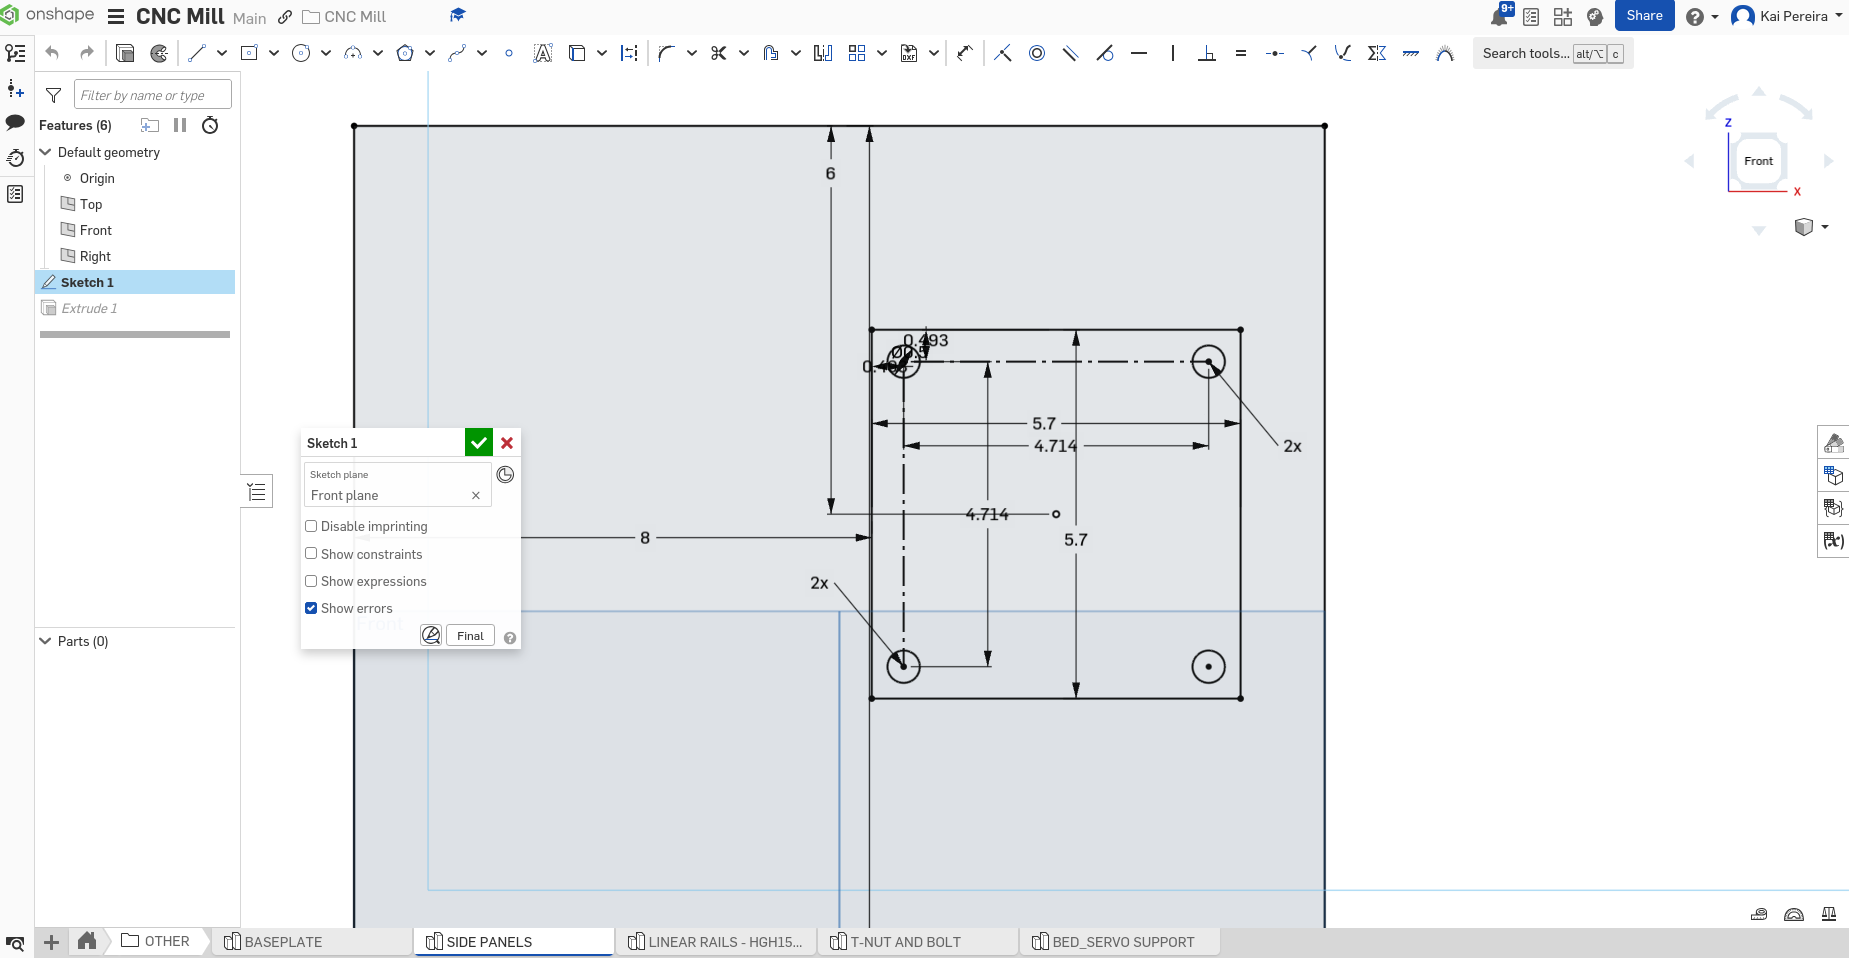 onshape
CNC Mill
Main
CNC Mill
9+
Share
Kai Pereira
Search tools...
alt/⌥
c
Filter by name or type
Features (6)
Default geometry
Origin
Top
Front
Right
Sketch 1
Extrude 1
Parts (0)
Z
Front
X
6
0.493
5.7
4.714
2x
4.714
5.7
8
2x
Sketch 1
Sketch plane
Front plane
Disable imprinting
Show constraints
Show expressions
Show errors
Front
Final
OTHER
BASEPLATE
SIDE PANELS
LINEAR RAILS - HGH15...
T-NUT AND BOLT
BED_SERVO SUPPORT